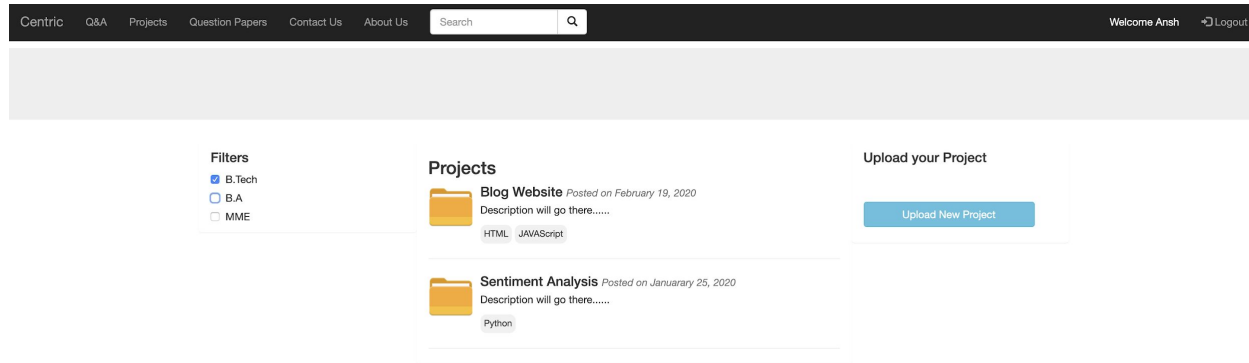 Centric Q&A Projects Question Papers Contact Us About Us Search Welcome Ansh Logout
Filters
B.Tech
B.A
MME
Projects
Blog Website Posted on February 19, 2020
Description will go there......
HTML JAVAScript
Sentiment Analysis Posted on Januarary 25, 2020
Description will go there......
Python
Upload your Project
Upload New Project